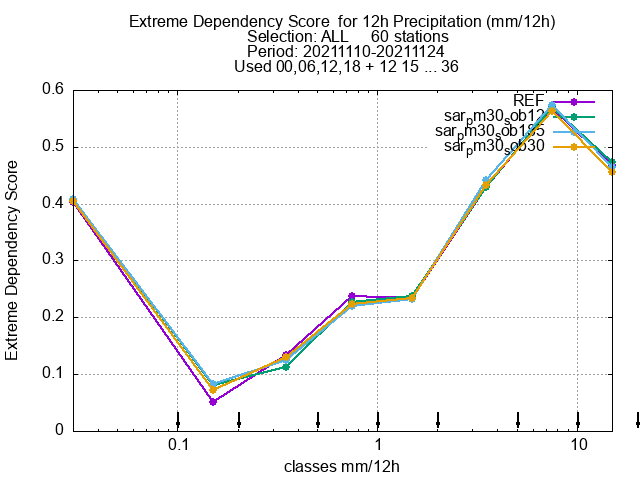 Extreme Dependency Score for 12h Precipitation (mm/12h)
Selection: ALL 60 stations
Period: 20211110-20211124
Used 00,06,12,18 + 12 15 ... 36
REF
sar_pm30_sob12
sar_pm30_sob185
sar_pm30_sob30
Extreme Dependency Score
0.6
0.5
0.4
0.3
0.2
0.1
0
0.1 1 10
classes mm/12h